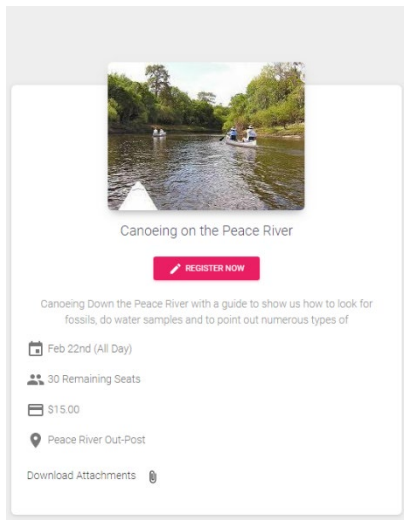 Canoeing on the Peace River
REGISTER NOW
Canoeing Down the Peace River with a guide to show us how to look for
fossils, do water samples and to point out numerous types of
Feb 22nd (All Day)
30 Remaining Seats
$15.00
Peace River Out-Post
Download Attachments